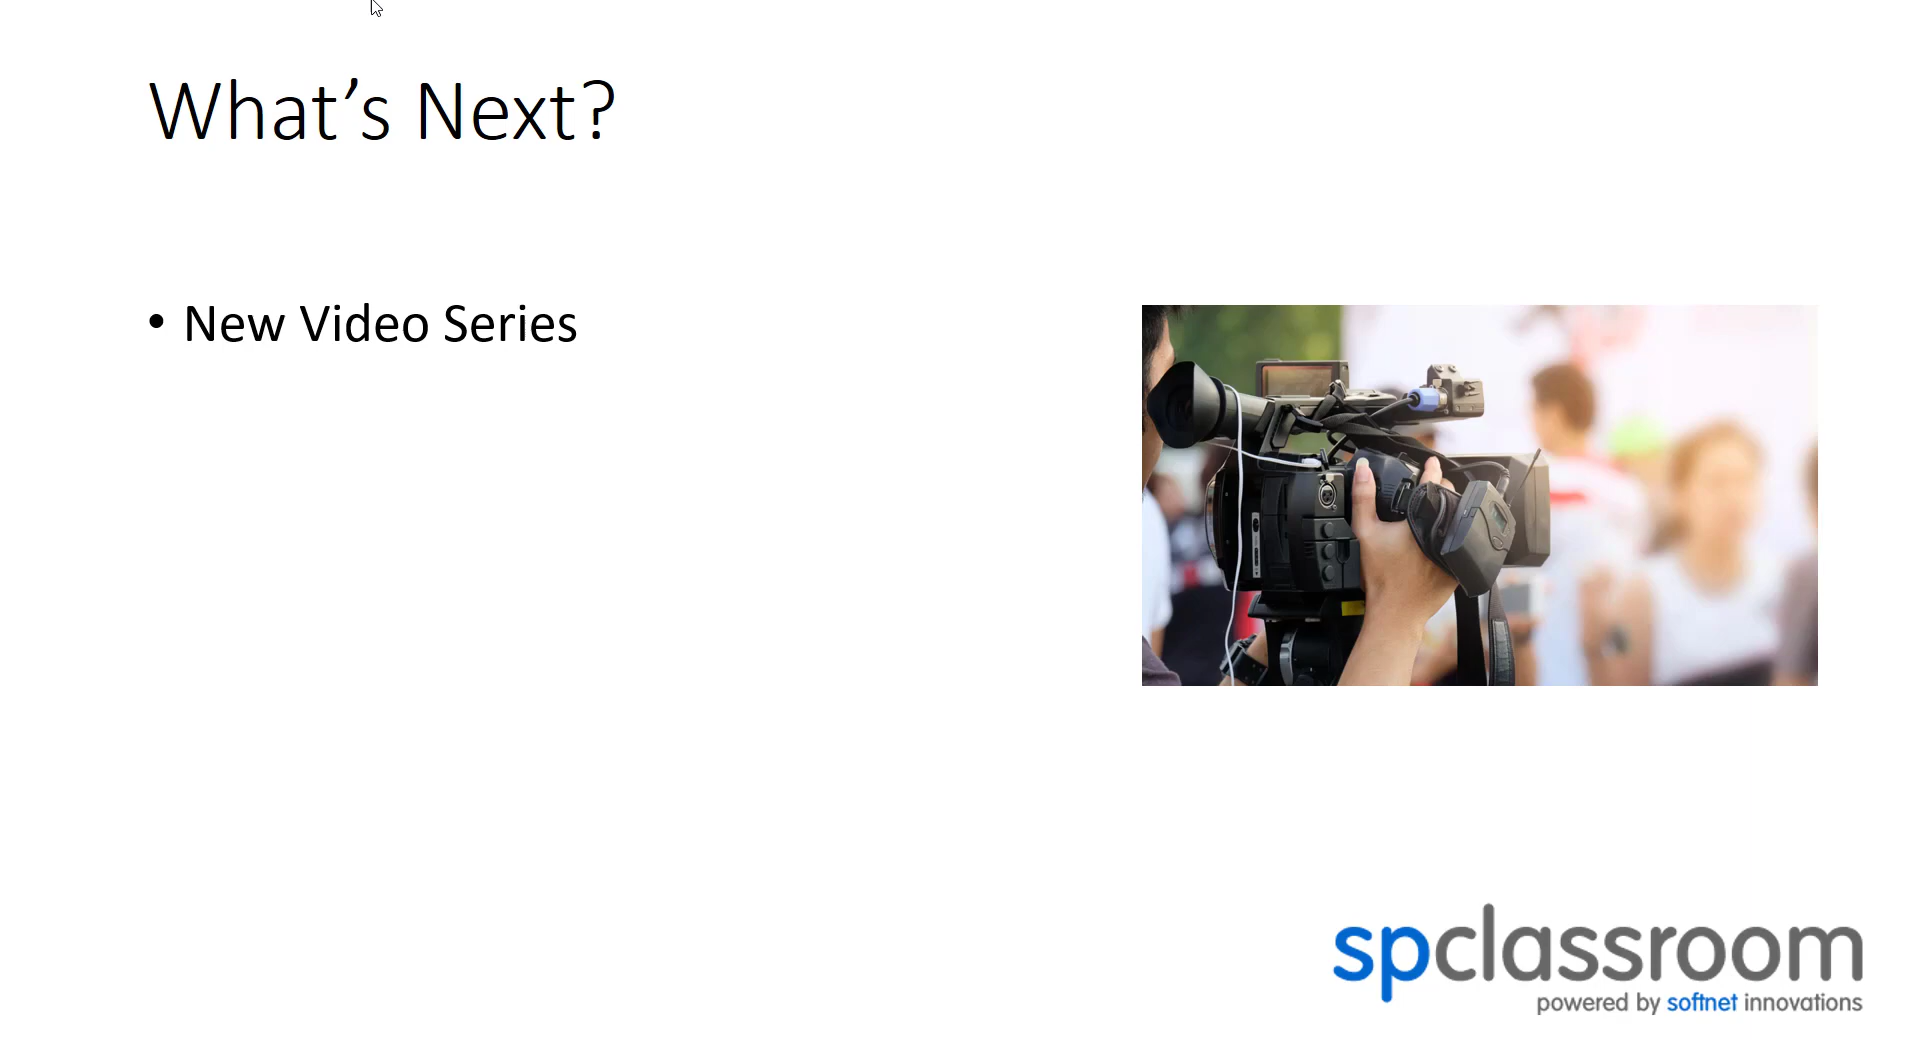 What’s Next?
• New Video Series
spclassroom
powered by softnet innovations